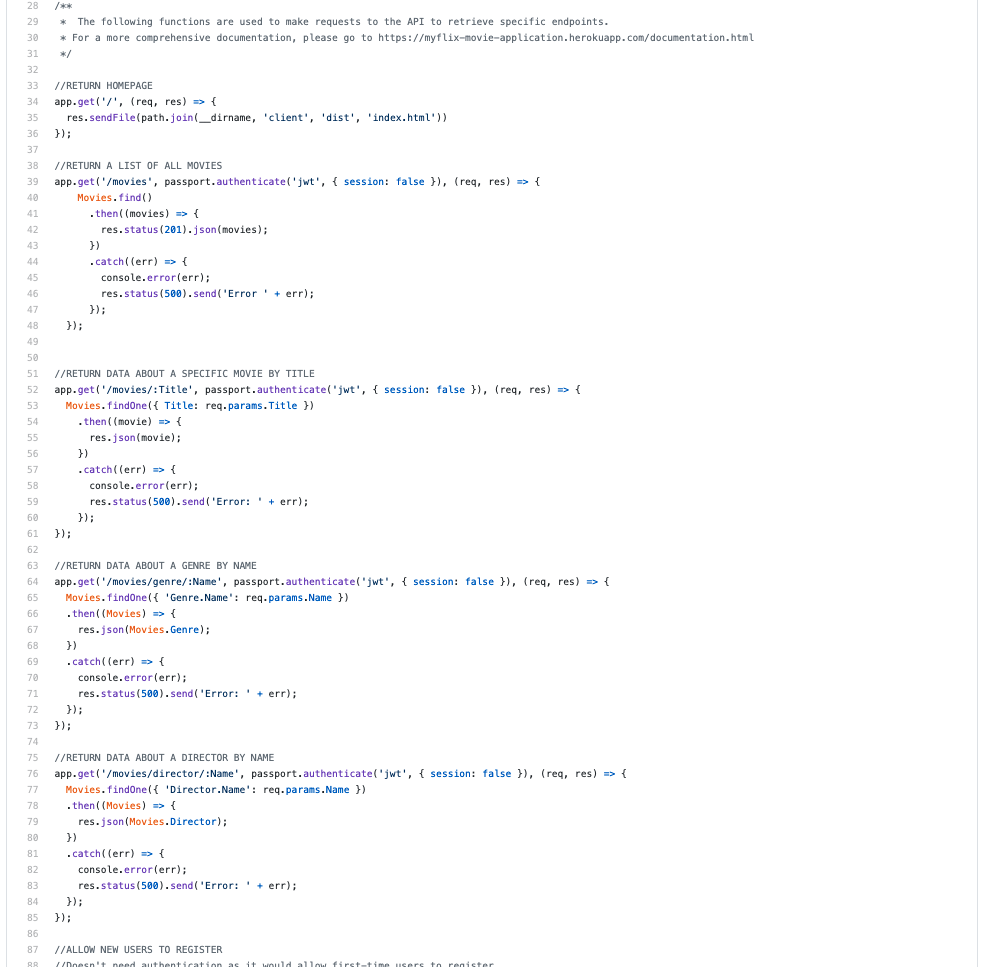 28 /**
29  *  The following functions are used to make requests to the API to retrieve specific endpoints.
30  * For a more comprehensive documentation, please go to https://myflix-movie-application.herokuapp.com/documentation.html
31  */
32
33 //RETURN HOMEPAGE
34 app.get('/', (req, res) => {
35   res.sendFile(path.join(__dirname, 'client', 'dist', 'index.html'))
36 });
37
38 //RETURN A LIST OF ALL MOVIES
39 app.get('/movies', passport.authenticate('jwt', { session: false }), (req, res) => {
40     Movies.find()
41       .then((movies) => {
42         res.status(201).json(movies);
43       })
44       .catch((err) => {
45         console.error(err);
46         res.status(500).send('Error ' + err);
47       });
48   });
49
50
51 //RETURN DATA ABOUT A SPECIFIC MOVIE BY TITLE
52 app.get('/movies/:Title', passport.authenticate('jwt', { session: false }), (req, res) => {
53   Movies.findOne({ Title: req.params.Title })
54     .then((movie) => {
55       res.json(movie);
56     })
57     .catch((err) => {
58       console.error(err);
59       res.status(500).send('Error: ' + err);
60     });
61 });
62
63 //RETURN DATA ABOUT A GENRE BY NAME
64 app.get('/movies/genre/:Name', passport.authenticate('jwt', { session: false }), (req, res) => {
65   Movies.findOne({ 'Genre.Name': req.params.Name })
66   .then((Movies) => {
67     res.json(Movies.Genre);
68   })
69   .catch((err) => {
70     console.error(err);
71     res.status(500).send('Error: ' + err);
72   });
73 });
74
75 //RETURN DATA ABOUT A DIRECTOR BY NAME
76 app.get('/movies/director/:Name', passport.authenticate('jwt', { session: false }), (req, res) => {
77   Movies.findOne({ 'Director.Name': req.params.Name })
78   .then((Movies) => {
79     res.json(Movies.Director);
80   })
81   .catch((err) => {
82     console.error(err);
83     res.status(500).send('Error: ' + err);
84   });
85 });
86
87 //ALLOW NEW USERS TO REGISTER
88 //Doesn't need authentication as it would allow first-time users to register